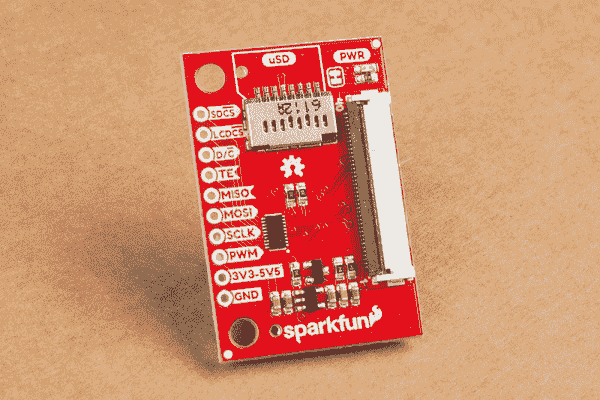 uSD
PWR
SDCS
LCDCS
D/C
TE
MISO
MOSI
SCLK
PWM
3V3-5V5
GND
sparkfun